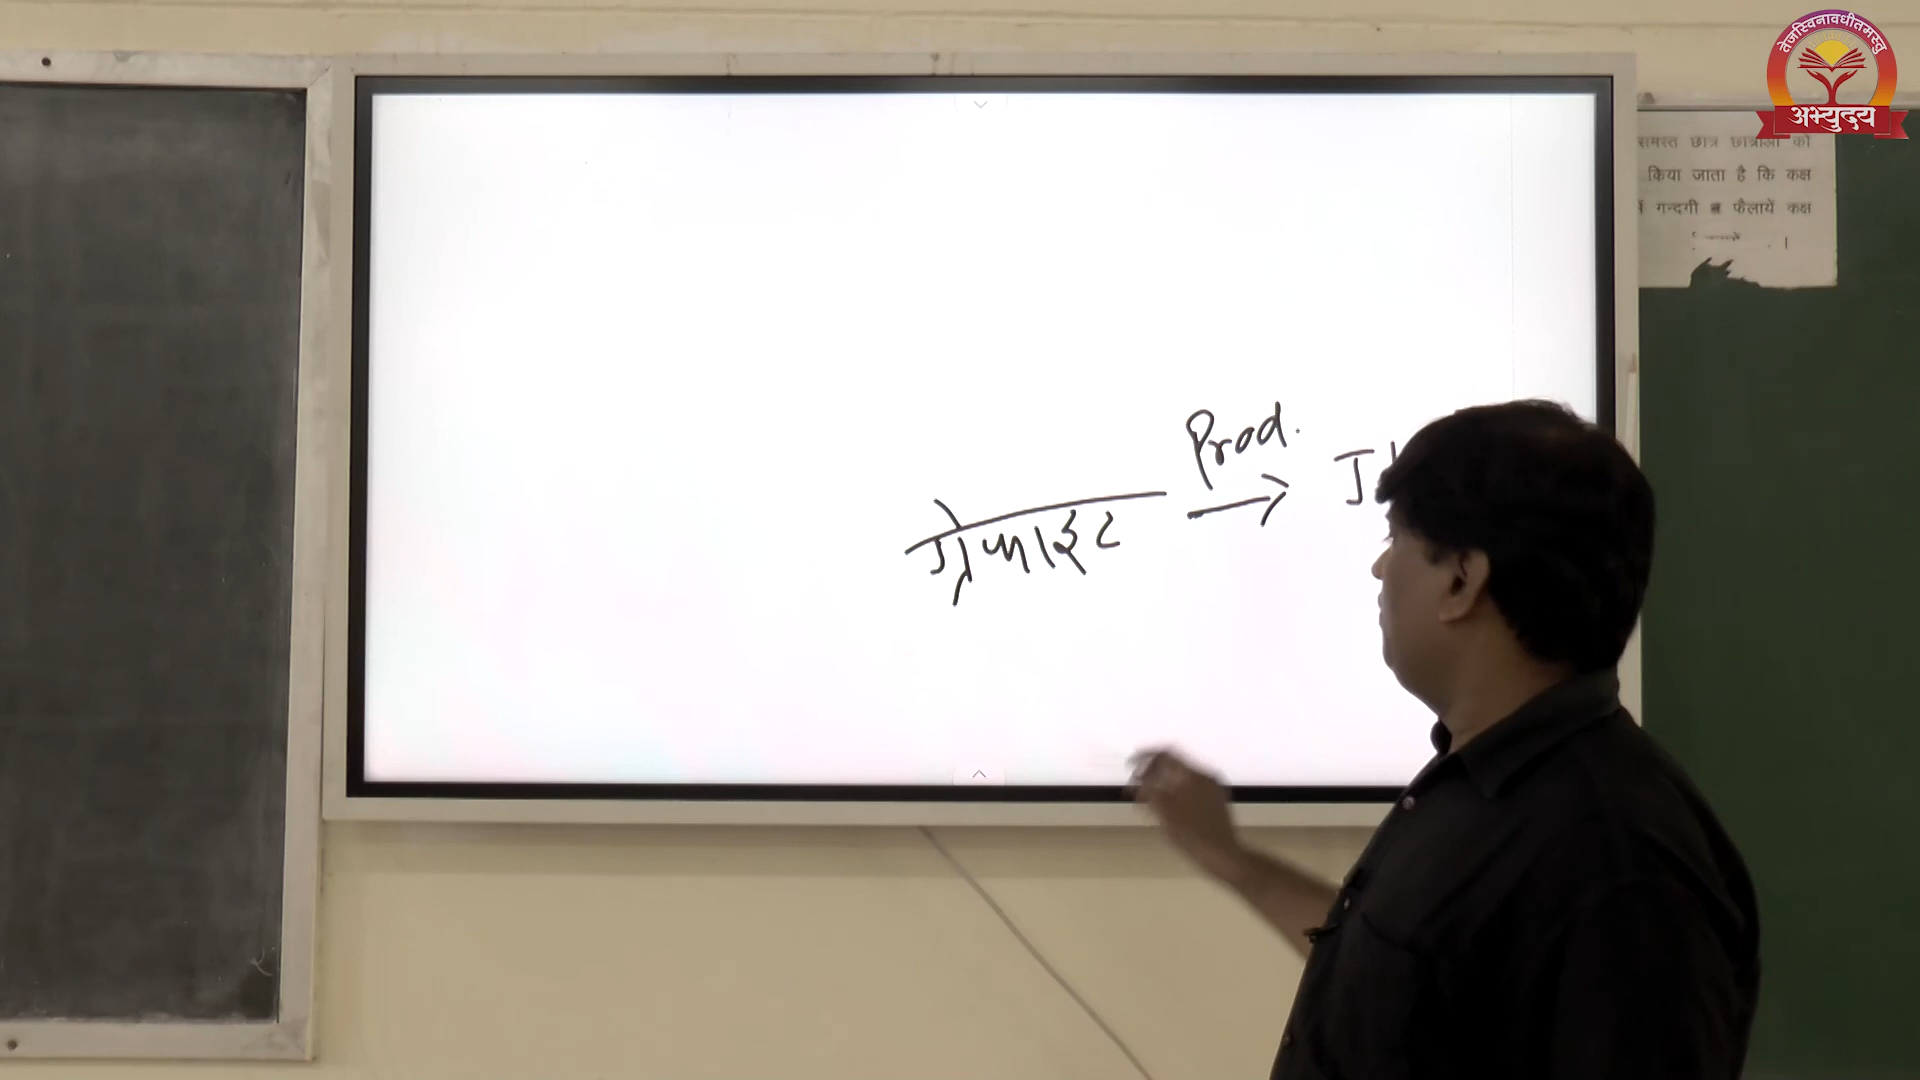 तेजस्विनावधीतमस्तु
अभ्युदय
समस्त छात्र छात्राओं को
किया जाता है कि कक्ष
में गन्दगी न फैलायें कक्ष
Prod.
ग्रेफाइट →